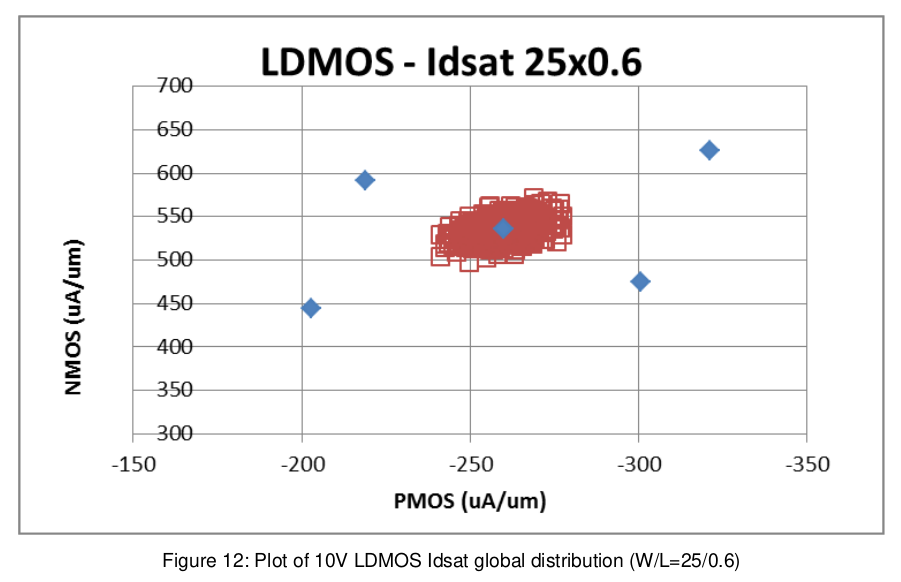 LDMOS - Idsat 25x0.6
700
650
600
550
500
450
400
350
300
NMOS (uA/um)
-150 -200 -250 -300 -350
PMOS (uA/um)
Figure 12: Plot of 10V LDMOS Idsat global distribution (W/L=25/0.6)